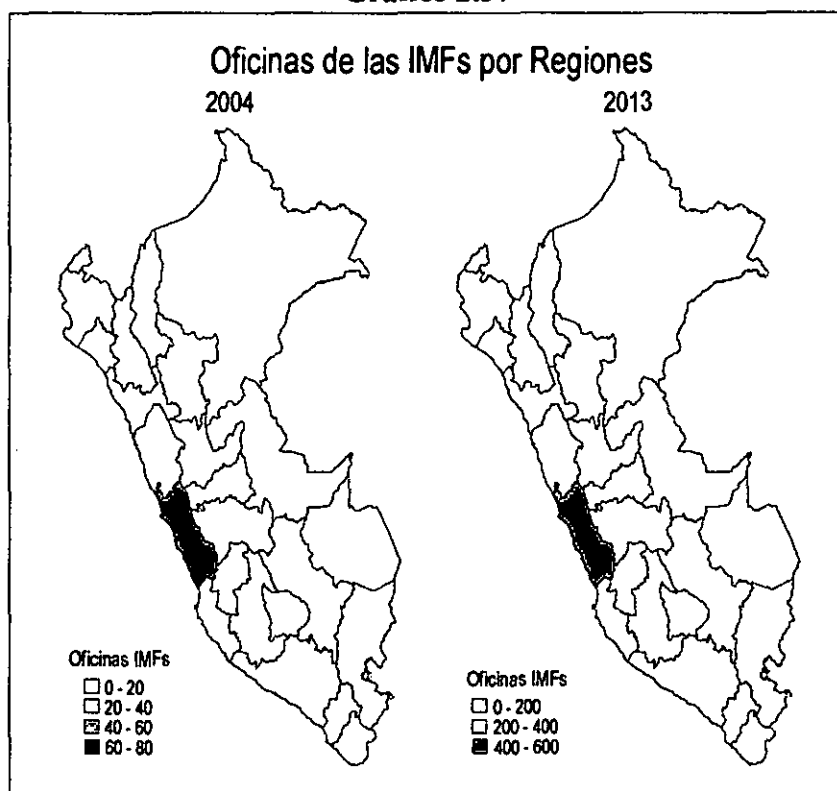 Oficinas de las IMFs por Regiones
2004
2013
Oficinas IMFs
0 - 20
20 - 40
40 - 60
60 - 80
Oficinas IMFs
0 - 200
200 - 400
400 - 600